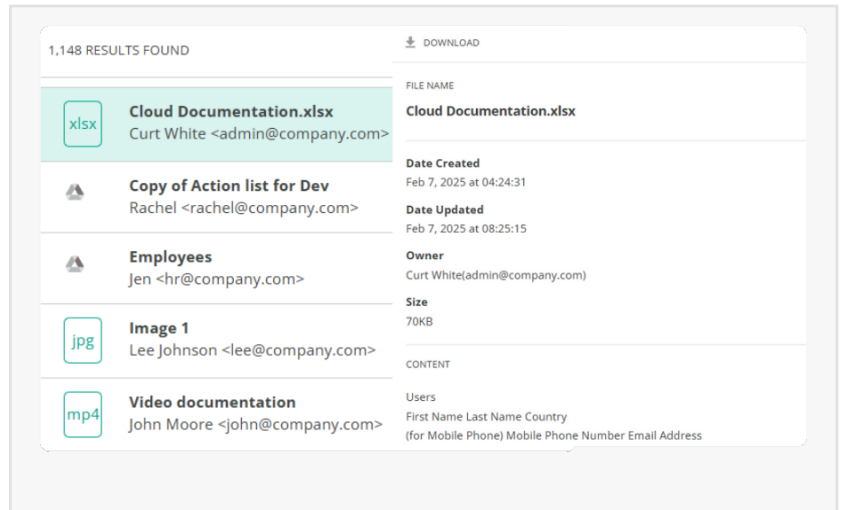 1,148 RESULTS FOUND
xlsx
Cloud Documentation.xlsx
Curt White <admin@company.com>
Copy of Action list for Dev
Rachel <rachel@company.com>
Employees
Jen <hr@company.com>
jpg
Image 1
Lee Johnson <lee@company.com>
mp4
Video documentation
John Moore <john@company.com>
DOWNLOAD
FILE NAME
Cloud Documentation.xlsx
Date Created
Feb 7, 2025 at 04:24:31
Date Updated
Feb 7, 2025 at 08:25:15
Owner
Curt White(admin@company.com)
Size
70KB
CONTENT
Users
First Name Last Name Country
(for Mobile Phone) Mobile Phone Number Email Address